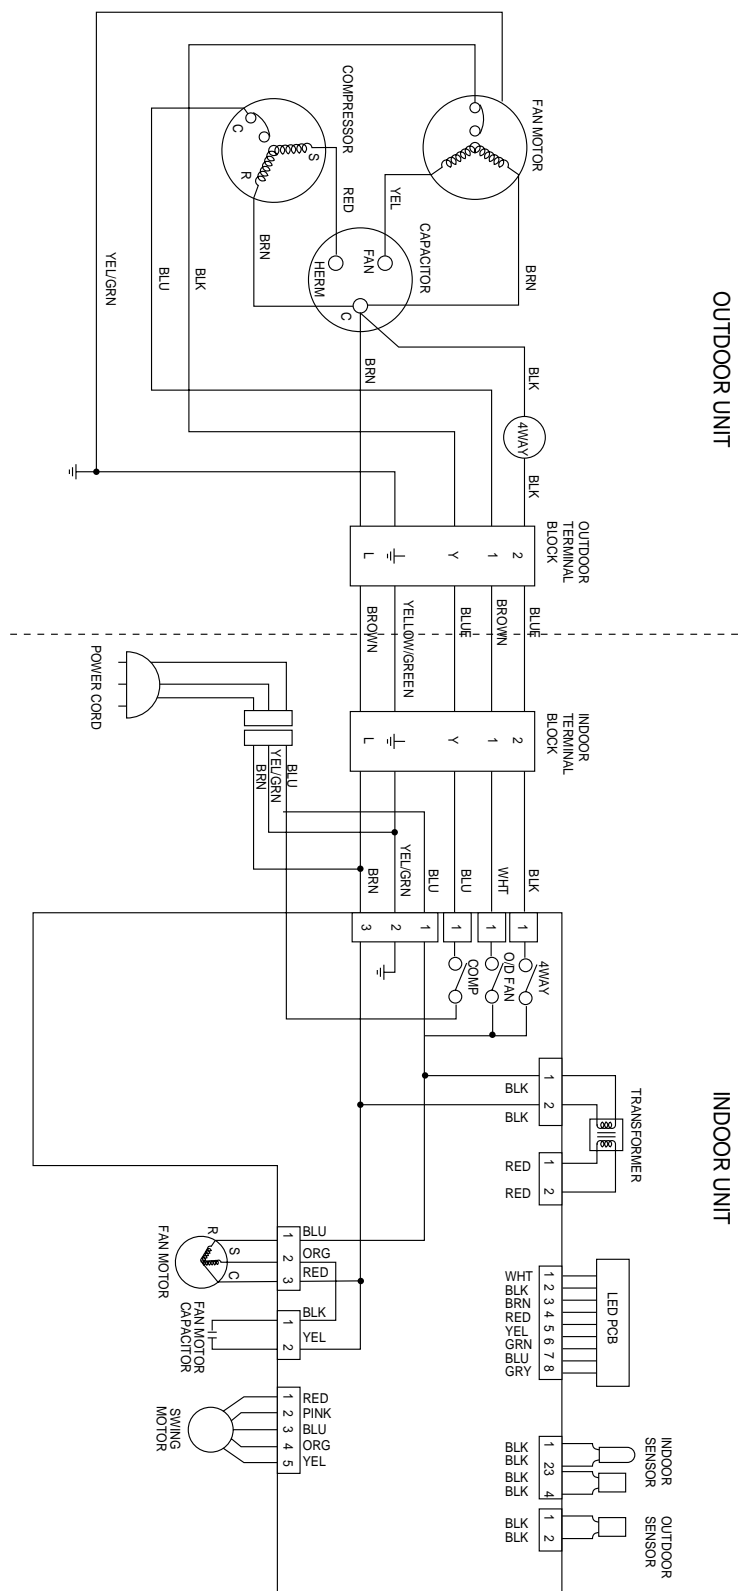 OUTDOOR UNIT
INDOOR UNIT
FAN MOTOR
BRN
YEL
CAPACITOR
FAN
HERM
C
COMPRESSOR
C
S
R
RED
BRN
BLK
BLU
YEL/GRN
BRN
BLK
4WAY
BLK
OUTDOOR
TERMINAL
BLOCK
2
1
Y
L
BLUE
BROWN
BLUE
YELLOW/GREEN
BROWN
INDOOR
TERMINAL
BLOCK
2
1
Y
L
POWER CORD
BLU
YEL/GRN
BRN
BLK
WHT
BLU
BLU
YEL/GRN
BRN
1
1
1
1
2
3
4WAY
O/D FAN
COMP
TRANSFORMER
1
2
BLK
BLK
1
2
RED
RED
LED PCB
1 2 3 4 5 6 7 8
WHT
BLK
BRN
RED
YEL
GRN
BLU
GRY
INDOOR
SENSOR
1
23
4
BLK
BLK
BLK
BLK
OUTDOOR
SENSOR
1
2
BLK
BLK
BLU
ORG
RED
1
2
3
R
S
C
FAN MOTOR
BLK
YEL
1
2
FAN MOTOR
CAPACITOR
RED
PINK
BLU
ORG
YEL
1
2
3
4
5
SWING
MOTOR